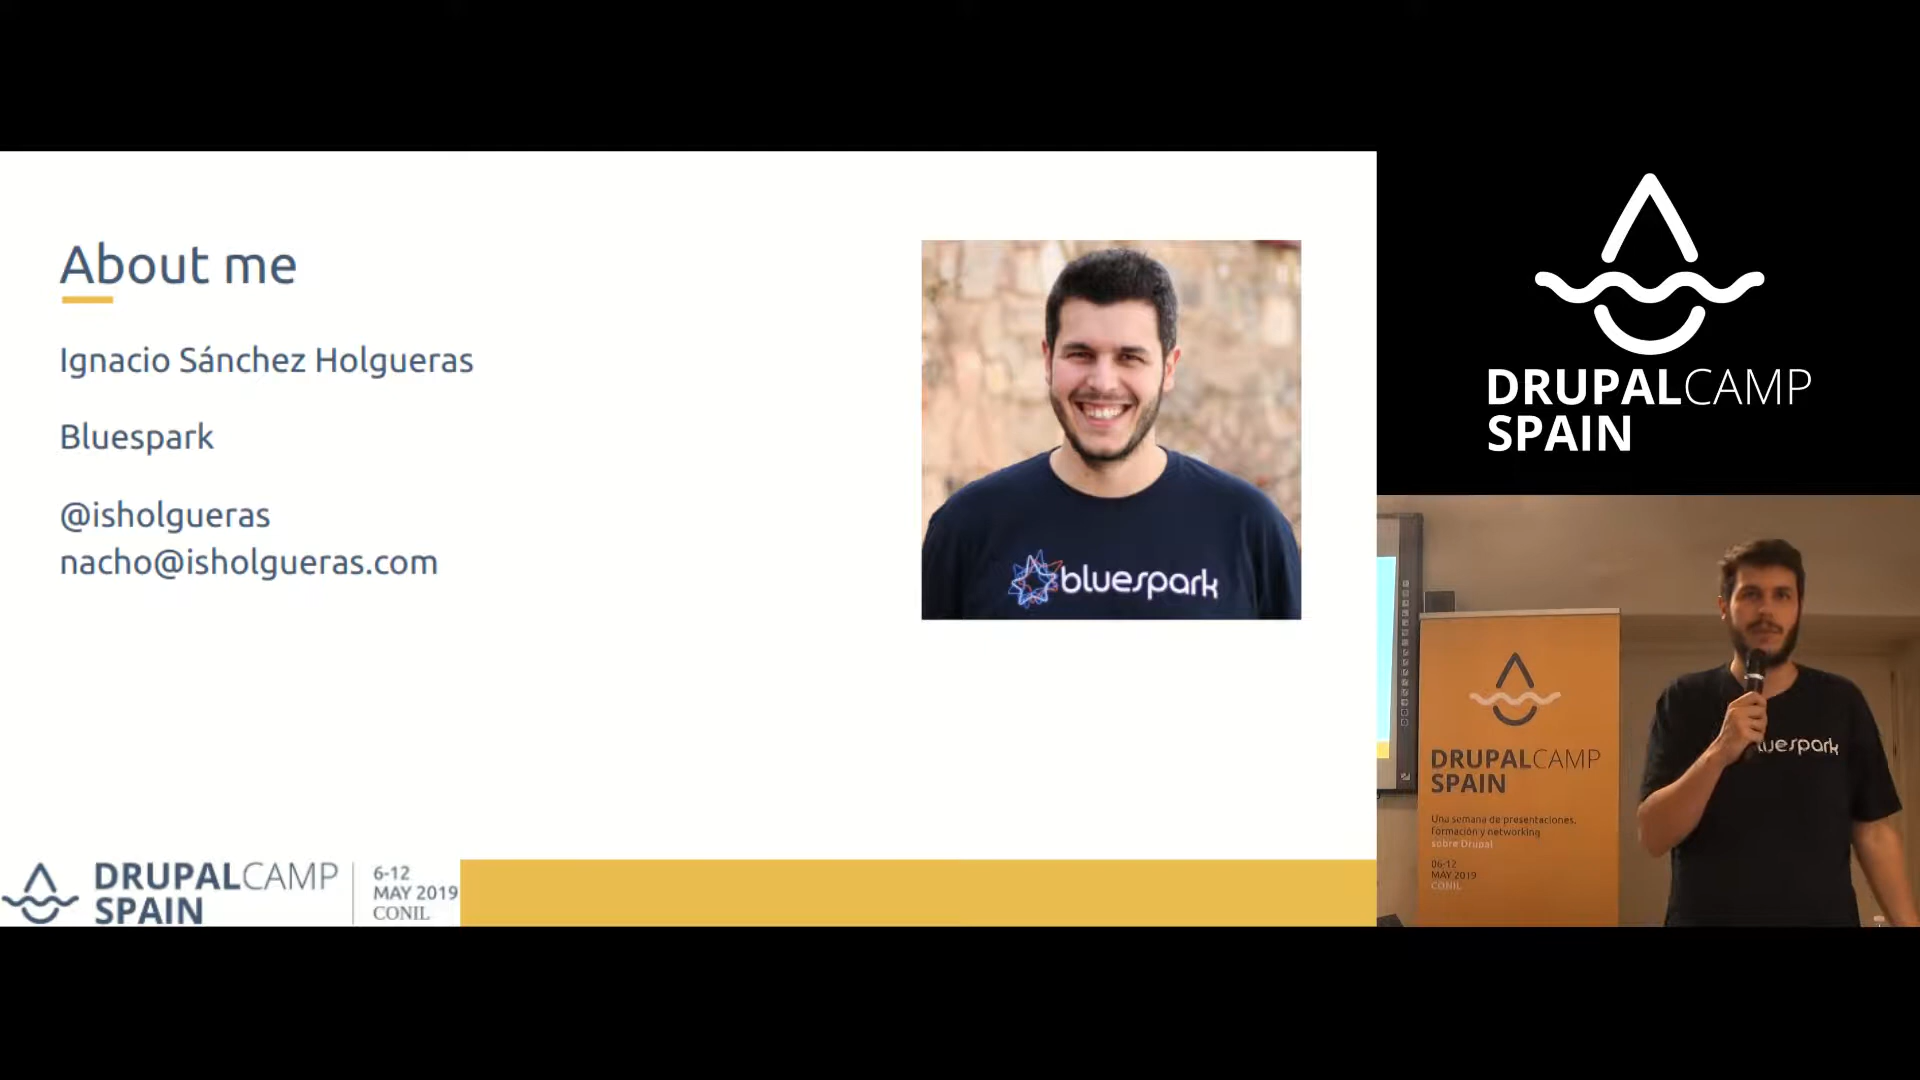 About me
Ignacio Sánchez Holgueras
Bluespark
@isholgueras
nacho@isholgueras.com
bluespark
DRUPALCAMP
SPAIN
6-12
MAY 2019
CONIL
DRUPALCAMP
SPAIN
DRUPALCAMP
SPAIN
Una semana de presentaciones,
formación y networking
sobre Drupal
06-12
MAY 2019
CONIL
uespark